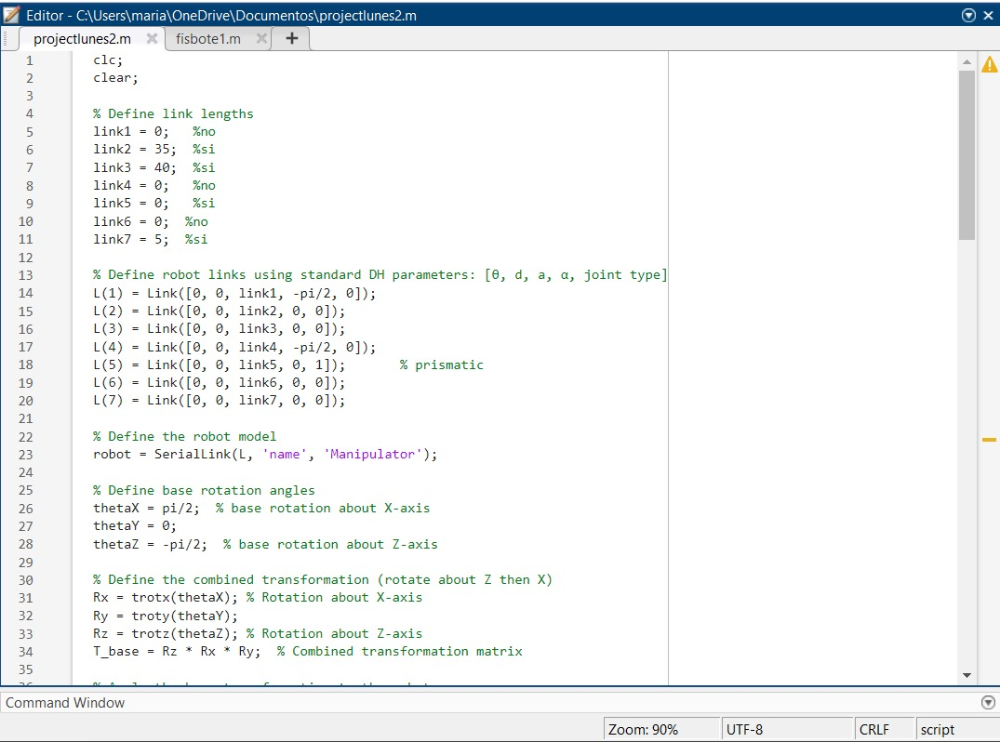 Editor - C:\Users\maria\OneDrive\Documentos\projectlunes2.m
projectlunes2.m fisbote1.m
1 clc;
2 clear;
3
4 % Define link lengths
5 link1 = 0; %no
6 link2 = 35; %si
7 link3 = 40; %si
8 link4 = 0; %no
9 link5 = 0; %si
10 link6 = 0; %no
11 link7 = 5; %si
12
13 % Define robot links using standard DH parameters: [θ, d, a, α, joint type]
14 L(1) = Link([0, 0, link1, -pi/2, 0]);
15 L(2) = Link([0, 0, link2, 0, 0]);
16 L(3) = Link([0, 0, link3, 0, 0]);
17 L(4) = Link([0, 0, link4, -pi/2, 0]);
18 L(5) = Link([0, 0, link5, 0, 1]); % prismatic
19 L(6) = Link([0, 0, link6, 0, 0]);
20 L(7) = Link([0, 0, link7, 0, 0]);
21
22 % Define the robot model
23 robot = SerialLink(L, 'name', 'Manipulator');
24
25 % Define base rotation angles
26 thetaX = pi/2; % base rotation about X-axis
27 thetaY = 0;
28 thetaZ = -pi/2; % base rotation about Z-axis
29
30 % Define the combined transformation (rotate about Z then X)
31 Rx = trotx(thetaX); % Rotation about X-axis
32 Ry = troty(thetaY);
33 Rz = trotz(thetaZ); % Rotation about Z-axis
34 T_base = Rz * Rx * Ry; % Combined transformation matrix
35
Command Window
Zoom: 90% UTF-8 CRLF script